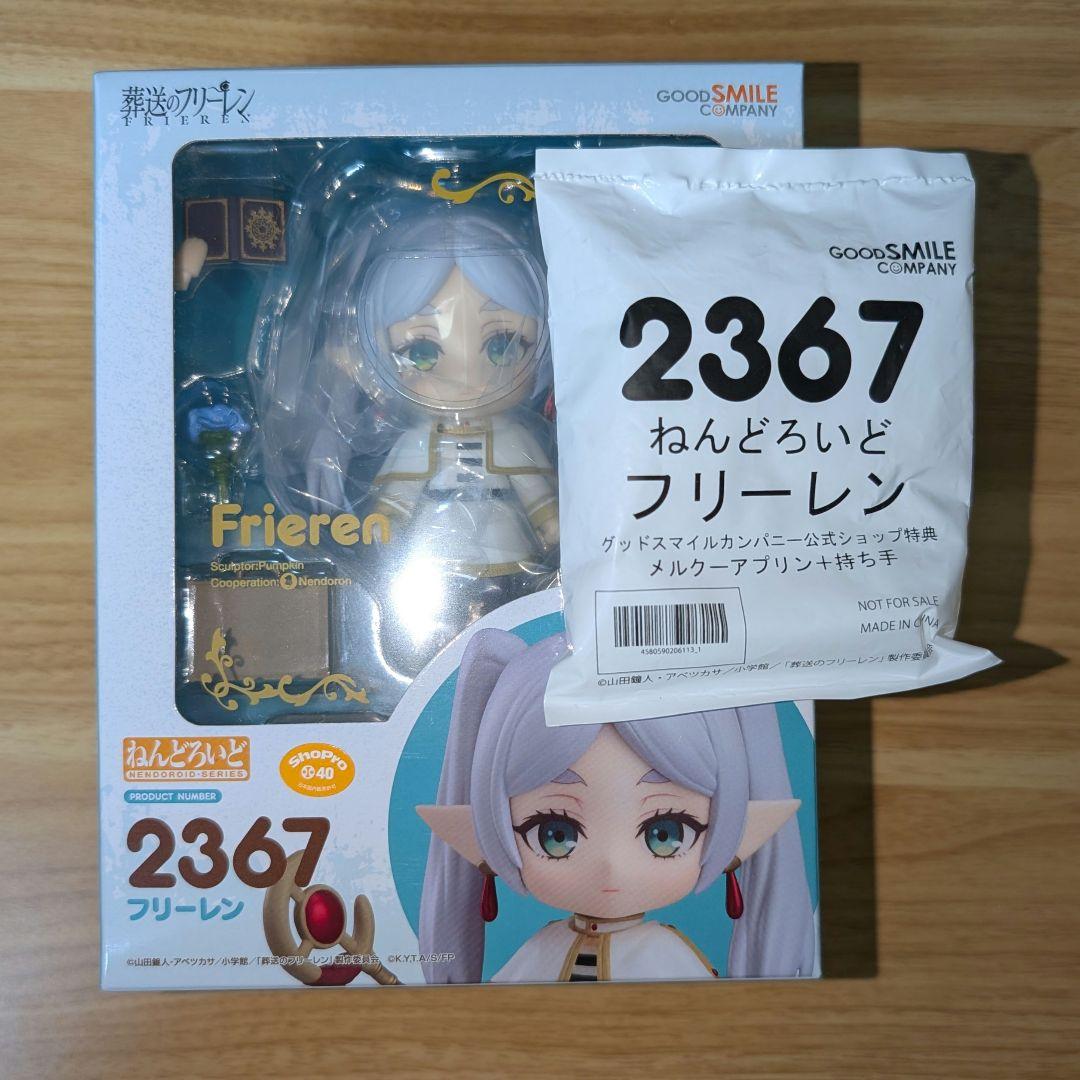 葬送のフリーレン
FRIEREN
GOOD SMILE
COMPANY
Frieren
Sculptor:Pumpkin
Cooperation: Nendoron
ねんどろいど
NENDOROID・SERIES
ShoPro
40
PRODUCT NUMBER
2367
フリーレン
©山田鐘人・アベツカサ／小学館／「葬送のフリーレン」製作委員会 ©K.Y.T.A/S/FP
GOOD SMILE
COMPANY
2367
ねんどろいど
フリーレン
グッドスマイルカンパニー公式ショップ特典
メルクーアプリン＋持ち手
NOT FOR SALE
MADE IN
4580590206113_1
©山田鐘人・アベツカサ／小学館／「葬送のフリーレン」製作委員